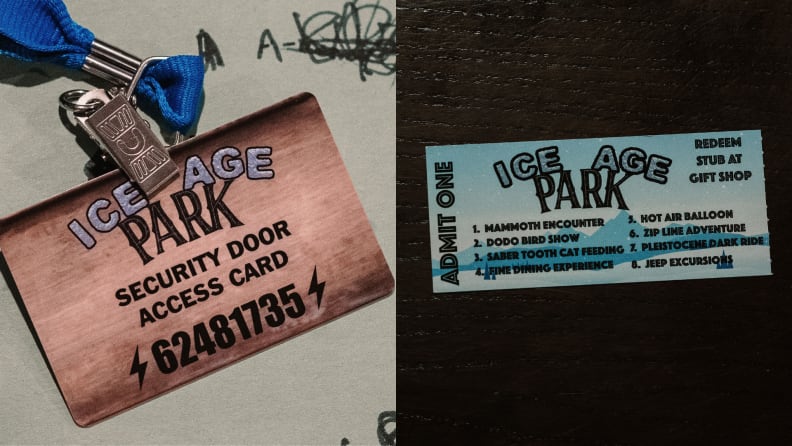 A A-
ICE AGE
PARK
SECURITY DOOR
ACCESS CARD
62481735
ADMIT ONE
ICE AGE
PARK
REDEEM
STUB AT
GIFT SHOP
1. MAMMOTH ENCOUNTER
2. DODO BIRD SHOW
3. SABER TOOTH CAT FEEDING
4. FINE DINING EXPERIENCE
5. HOT AIR BALLOON
6. ZIP LINE ADVENTURE
7. PLEISTOCENE DARK RIDE
8. JEEP EXCURSIONS